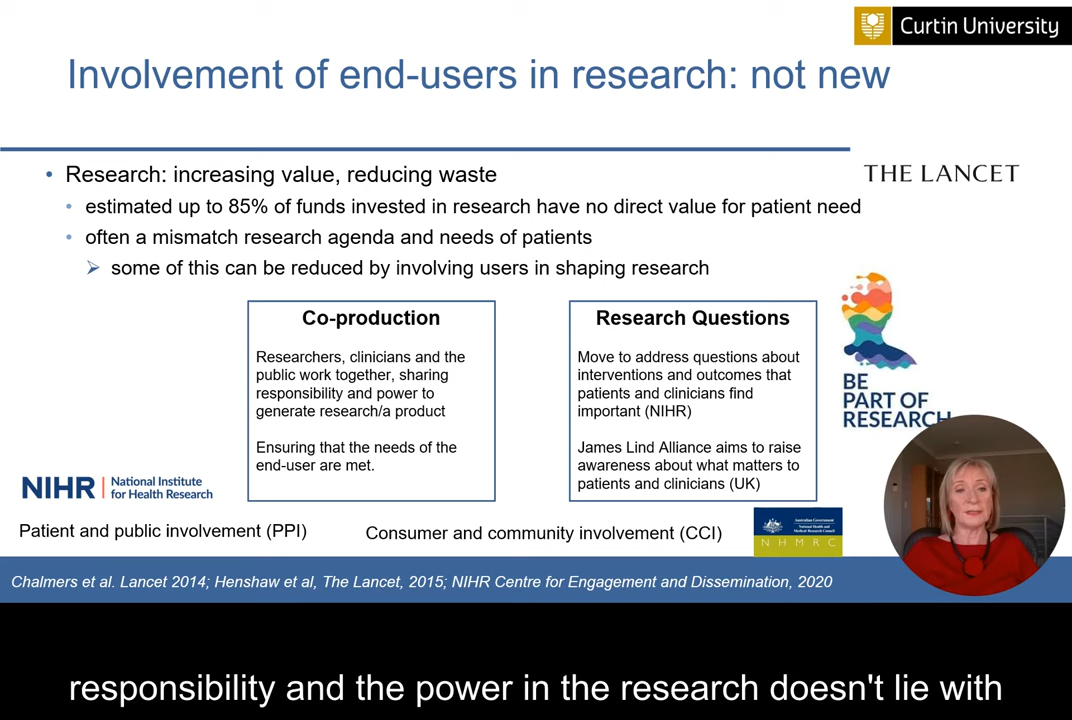 Curtin University
Involvement of end-users in research: not new
• Research: increasing value, reducing waste
THE LANCET
• estimated up to 85% of funds invested in research have no direct value for patient need
• often a mismatch research agenda and needs of patients
➢ some of this can be reduced by involving users in shaping research
Co-production
Researchers, clinicians and the
public work together, sharing
responsibility and power to
generate research/a product
Ensuring that the needs of the
end-user are met.
Research Questions
Move to address questions about
interventions and outcomes that
patients and clinicians find
important (NIHR)
James Lind Alliance aims to raise
awareness about what matters to
patients and clinicians (UK)
BE
PART OF
RESEARCH
NIHR | National Institute
for Health Research
Patient and public involvement (PPI)
Consumer and community involvement (CCI)
Australian Government
National Health and
Medical Research Council
NHMRC
Chalmers et al. Lancet 2014; Henshaw et al, The Lancet, 2015; NIHR Centre for Engagement and Dissemination, 2020
responsibility and the power in the research doesn't lie with